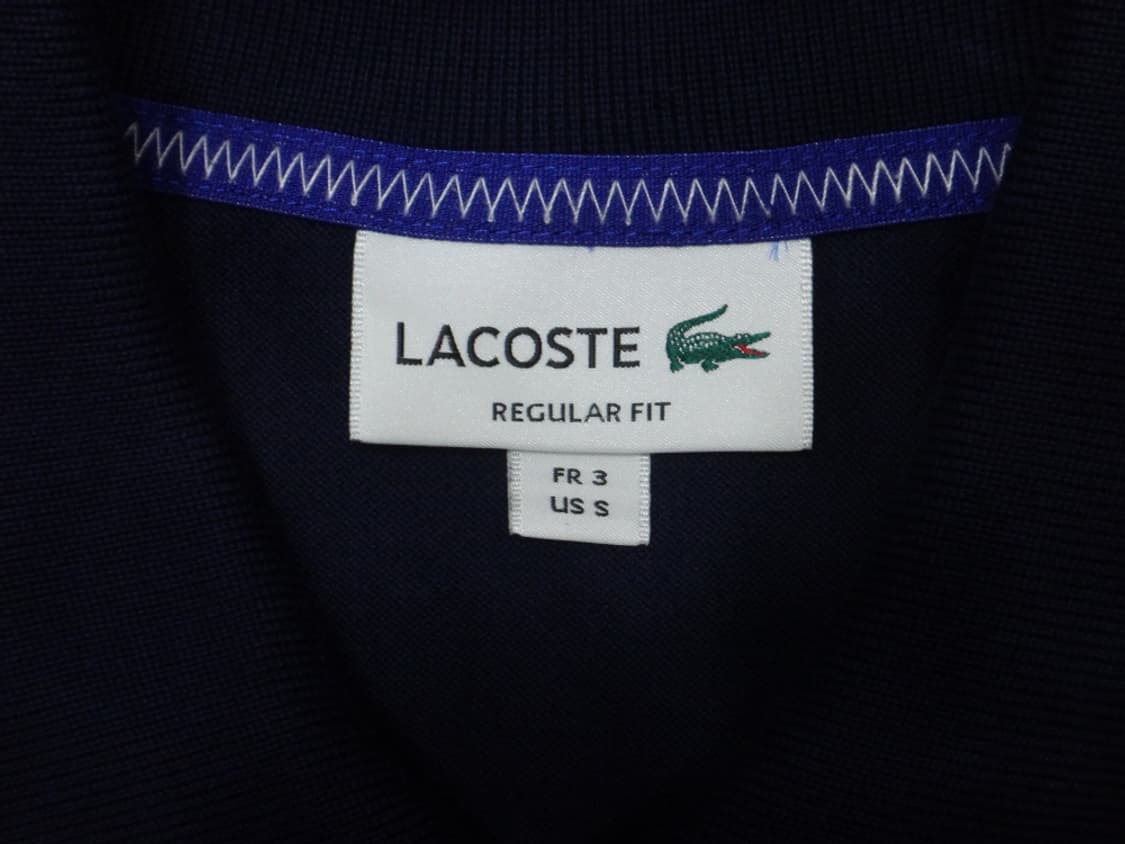 LACOSTE
REGULAR FIT
FR 3
US S